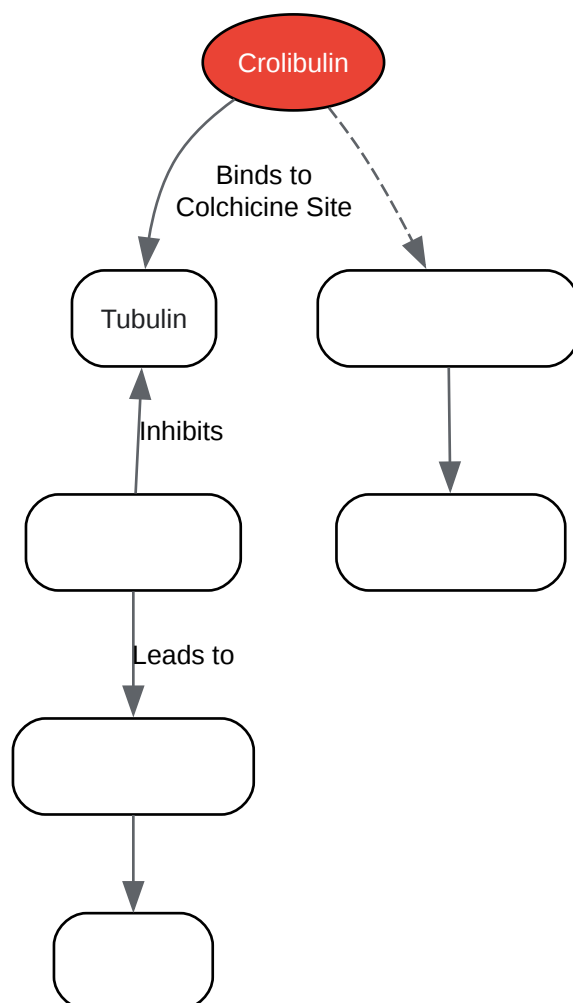 Crolibulin
Binds to
Colchicine Site
Tubulin
Inhibits
Leads to